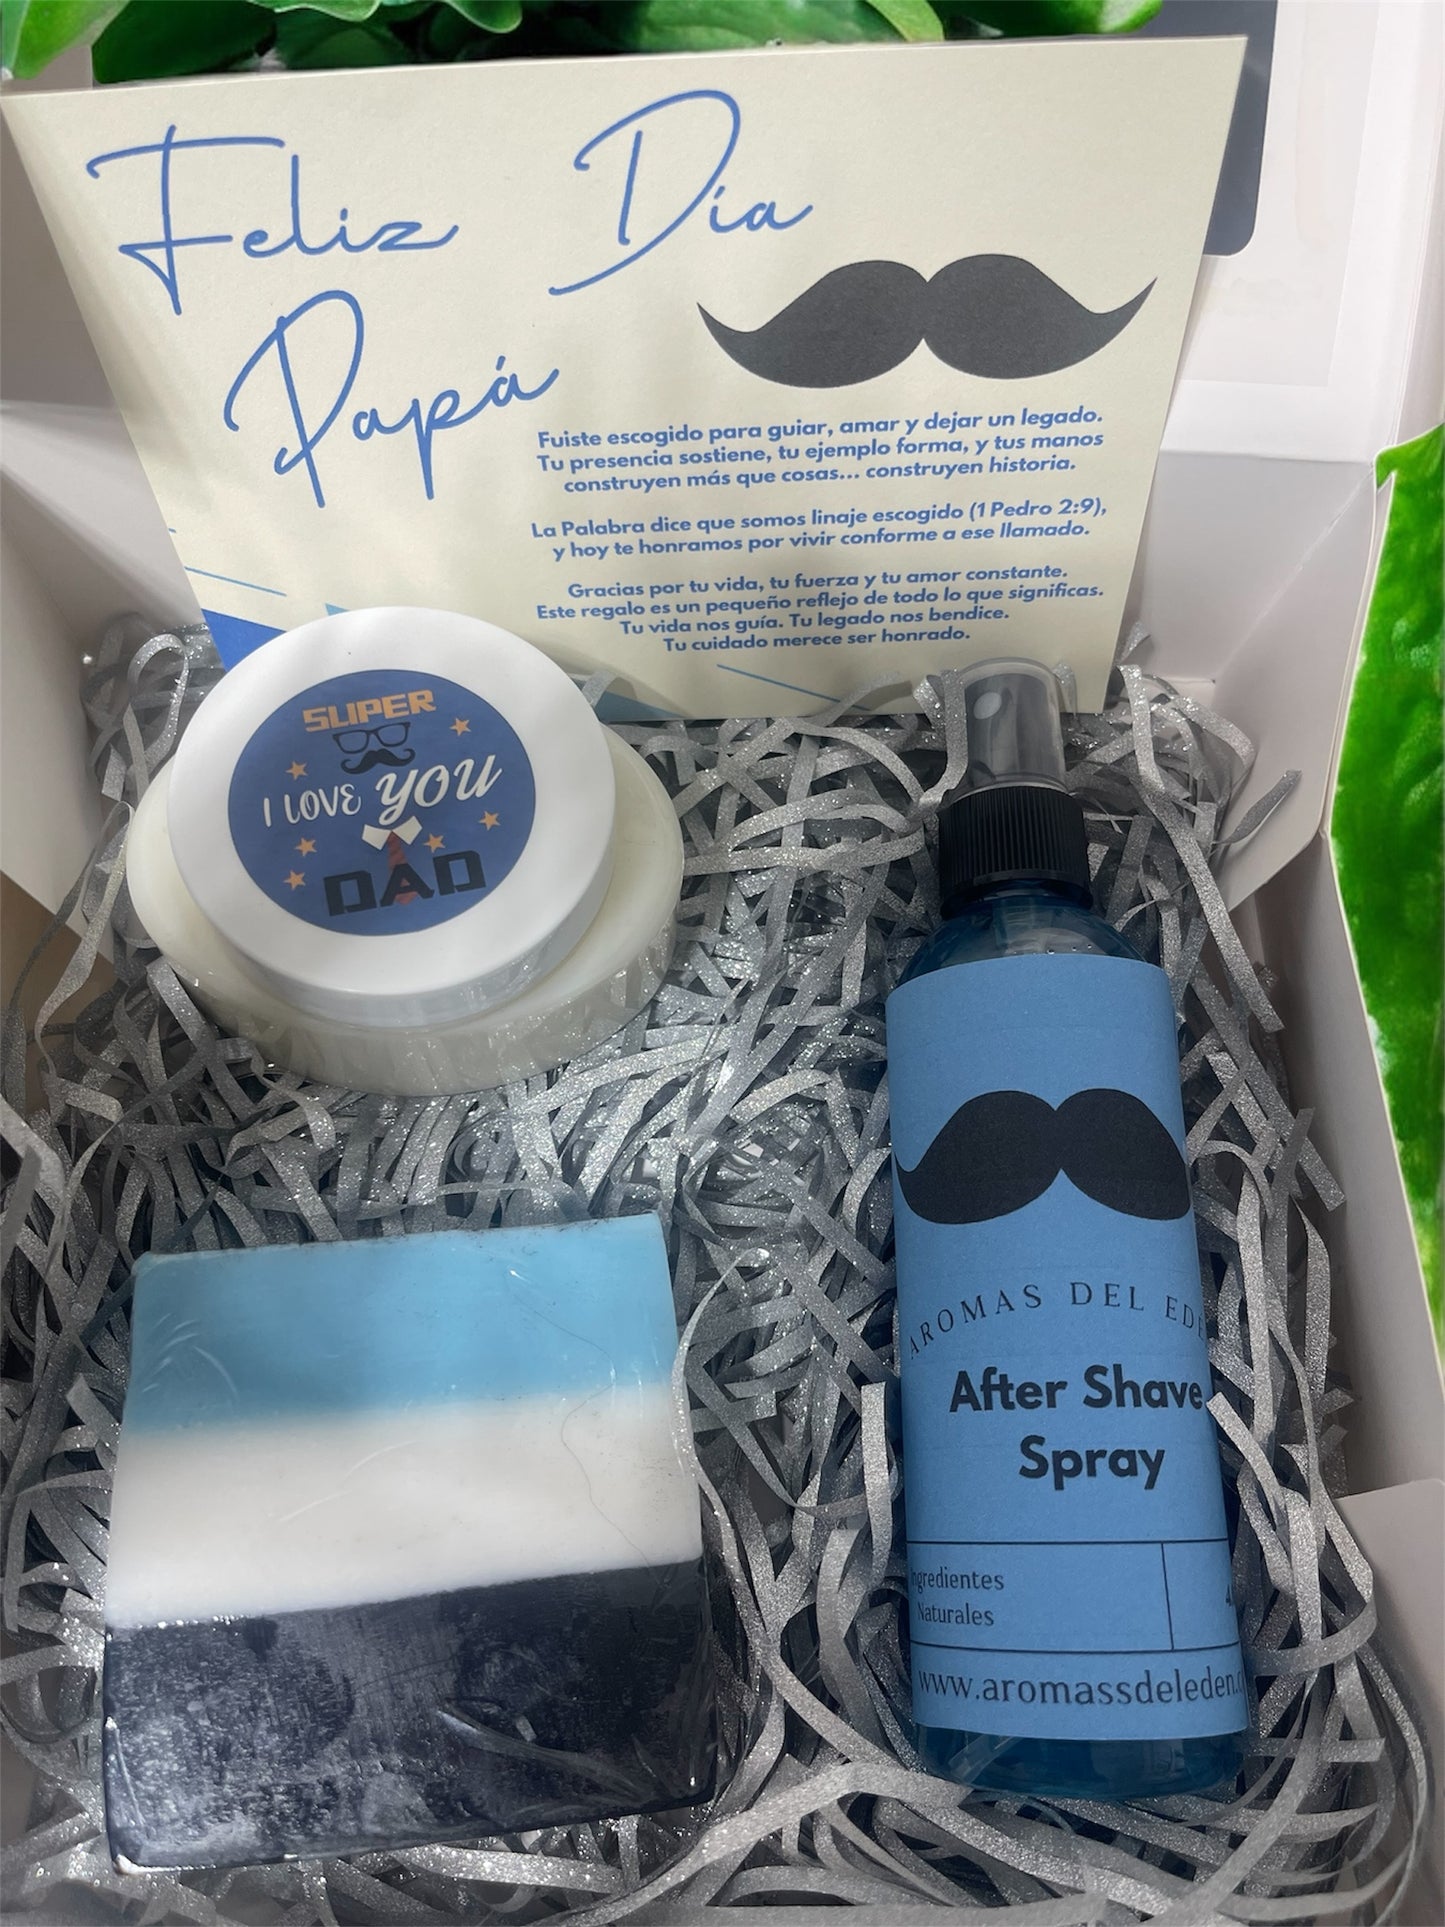 Feliz Día
Papá
Fuiste escogido para guiar, amar y dejar un legado.
Tu presencia sostiene, tu ejemplo forma, y tus manos
construyen más que cosas... construyen historia.
La Palabra dice que somos linaje escogido (1 Pedro 2:9),
y hoy te honramos por vivir conforme a ese llamado.
Gracias por tu vida, tu fuerza y tu amor constante.
Este regalo es un pequeño reflejo de todo lo que significas.
Tu vida nos guía. Tu legado nos bendice.
Tu cuidado merece ser honrado.
SUPER
I LOVE YOU
DAD
AROMAS DEL EDE
After Shave
Spray
Ingredientes
Naturales
www.aromassdeleden.c